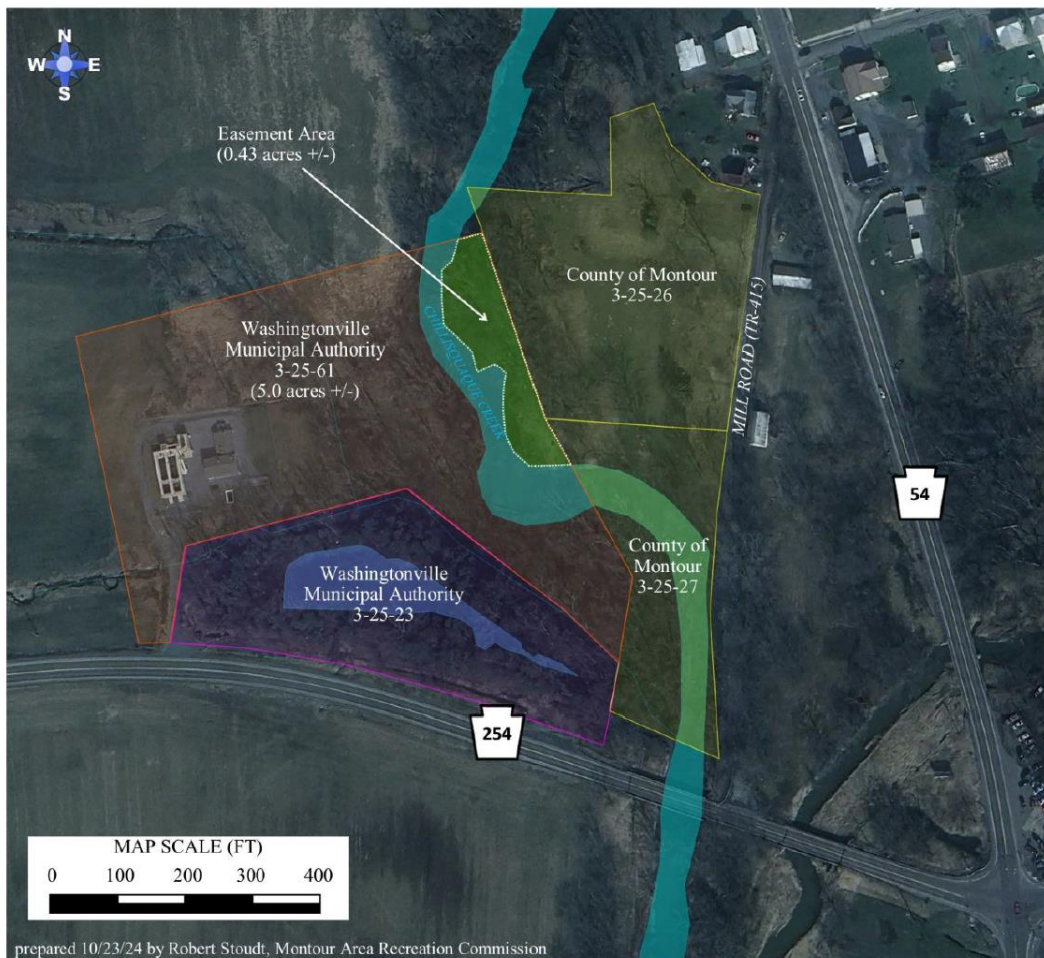 N
W E
S
Easement Area
(0.43 acres +/-)
County of Montour
3-25-26
MILL ROAD (TR-415)
Washingtonville
Municipal Authority
3-25-61
(5.0 acres +/-)
CHILLISQUAQUE CREEK
54
County of
Montour
3-25-27
Washingtonville
Municipal Authority
3-25-23
254
MAP SCALE (FT)
0 100 200 300 400
prepared 10/23/24 by Robert Stoudt, Montour Area Recreation Commission